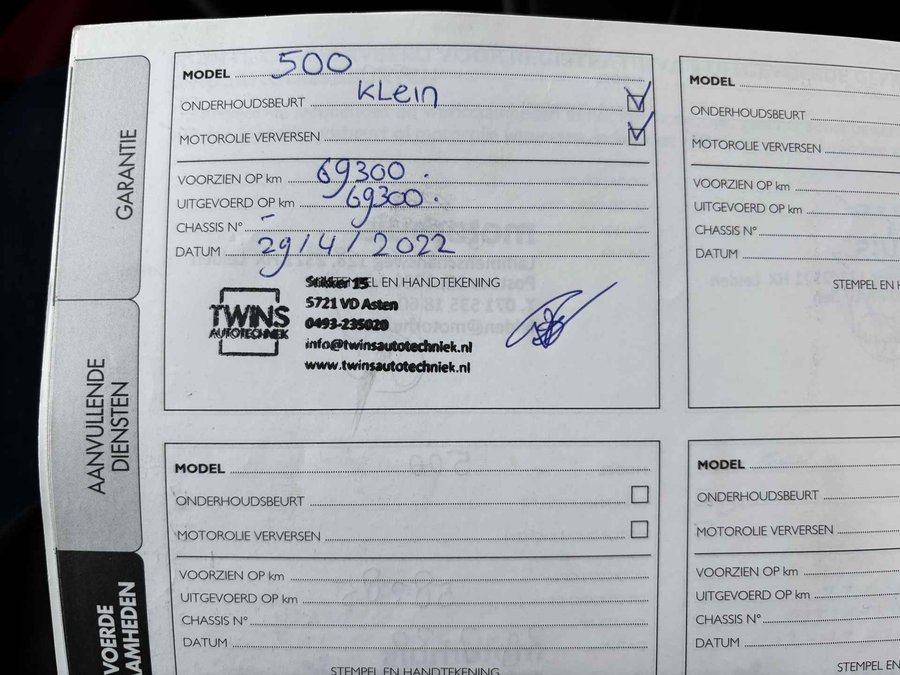 GARANTIE
AANVULLENDE
DIENSTEN
MODEL 500
ONDERHOUDSBEURT Klein
MOTOROLIE VERVERSEN
VOORZIEN OP km 69300.
UITGEVOERD OP km 69300.
CHASSIS N° -
DATUM 29/4/2022
STEMPEL EN HANDTEKENING
TWINS
AUTOTECHNIEK
5721 VD Asten
0493-235020
info@twinsautotechniek.nl
www.twinsautotechniek.nl
MODEL
ONDERHOUDSBEURT
MOTOROLIE VERVERSEN
VOORZIEN OP km
UITGEVOERD OP km
CHASSIS N°
DATUM
STEMPEL EN H
MODEL
ONDERHOUDSBEURT
MOTOROLIE VERVERSEN
VOORZIEN OP km
UITGEVOERD OP km
CHASSIS N°
DATUM
STEMPEL EN HANDTEKENING
MODEL
ONDERHOUDSBEURT
MOTOROLIE VERVERSEN
VOORZIEN OP km
UITGEVOERD OP km
CHASSIS N°
DATUM
STEMPEL EN
VOERDE
AAMHEDEN